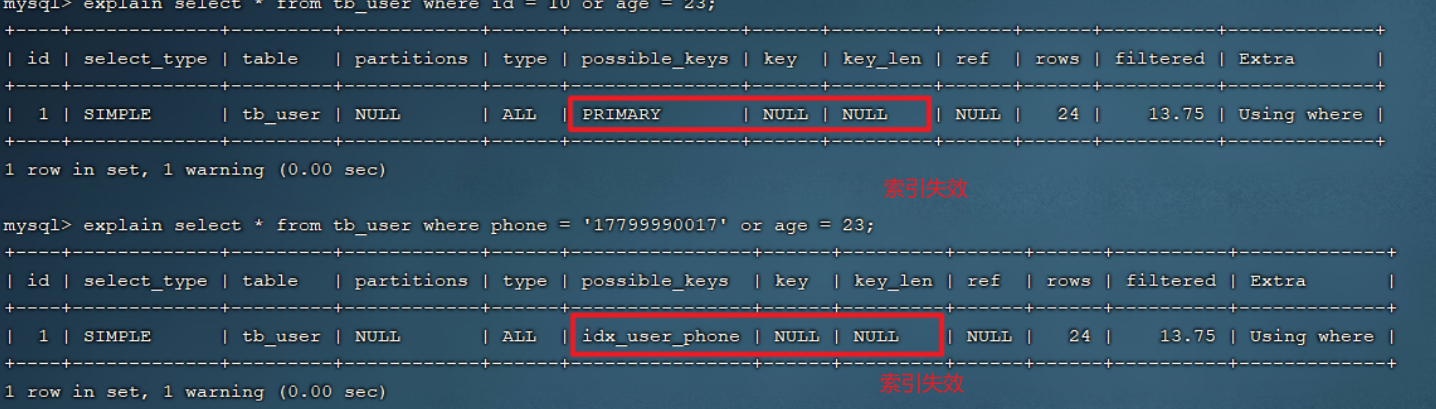 mysql> explain select * from tb_user where id = 10 or age = 23;
+----+-------------+---------+------------+------+---------------+------+---------+------+------+----------+-------------+
| id | select_type | table   | partitions | type | possible_keys | key  | key_len | ref  | rows | filtered | Extra       |
+----+-------------+---------+------------+------+---------------+------+---------+------+------+----------+-------------+
|  1 | SIMPLE      | tb_user | NULL       | ALL  | PRIMARY       | NULL | NULL    | NULL |   24 |    13.75 | Using where |
+----+-------------+---------+------------+------+---------------+------+---------+------+------+----------+-------------+
1 row in set, 1 warning (0.00 sec)
索引失效
mysql> explain select * from tb_user where phone = '17799990017' or age = 23;
+----+-------------+---------+------------+------+----------------+------+---------+------+------+----------+-------------+
| id | select_type | table   | partitions | type | possible_keys  | key  | key_len | ref  | rows | filtered | Extra       |
+----+-------------+---------+------------+------+----------------+------+---------+------+------+----------+-------------+
|  1 | SIMPLE      | tb_user | NULL       | ALL  | idx_user_phone | NULL | NULL    | NULL |   24 |    13.75 | Using where |
+----+-------------+---------+------------+------+----------------+------+---------+------+------+----------+-------------+
索引失效
1 row in set, 1 warning (0.00 sec)